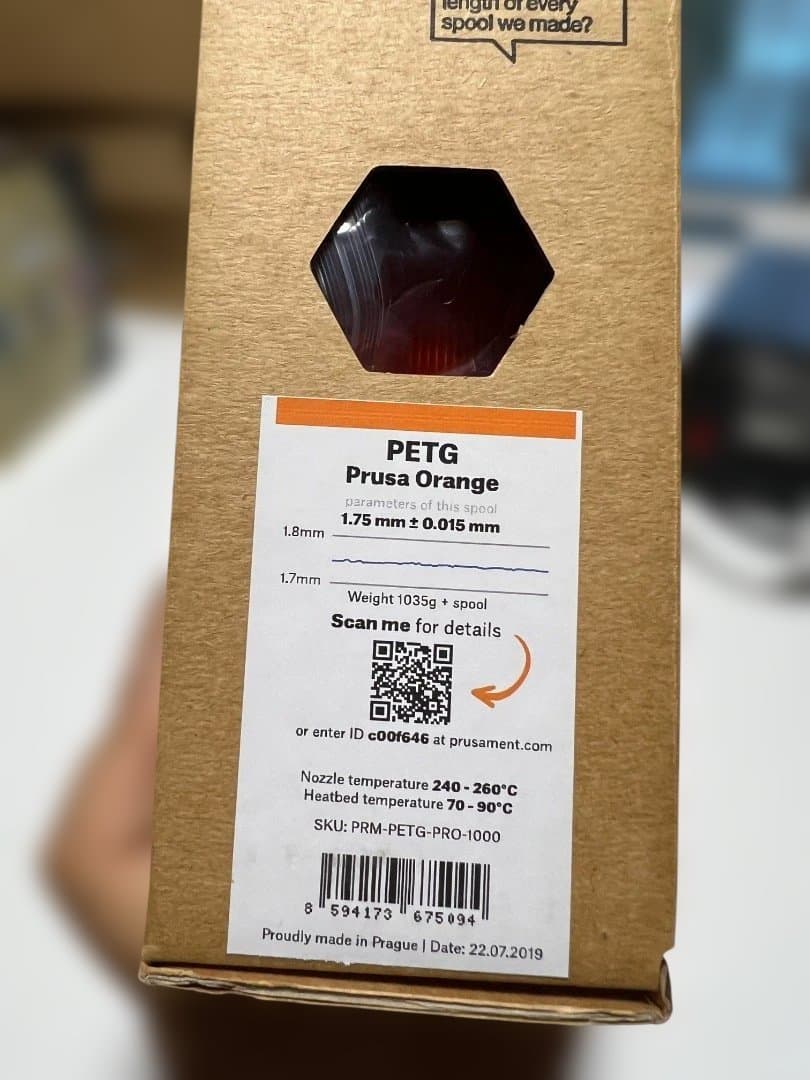 length of every
spool we made?
PETG
Prusa Orange
parameters of this spool
1.75 mm ± 0.015 mm
1.8mm
1.7mm
Weight 1035g + spool
Scan me for details
or enter ID c00f646 at prusament.com
Nozzle temperature 240 - 260°C
Heatbed temperature 70 - 90°C
SKU: PRM-PETG-PRO-1000
8 594173 675094
Proudly made in Prague | Date: 22.07.2019